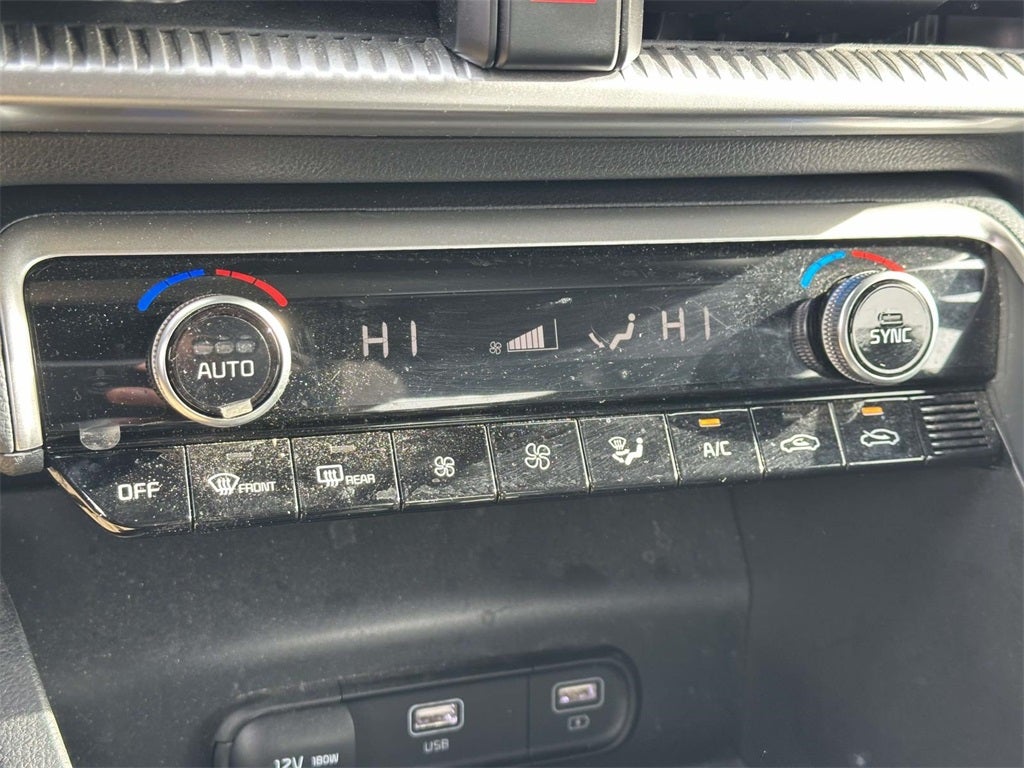 HI
HI
AUTO
SYNC
OFF
FRONT
REAR
A/C
USB
12V 180W